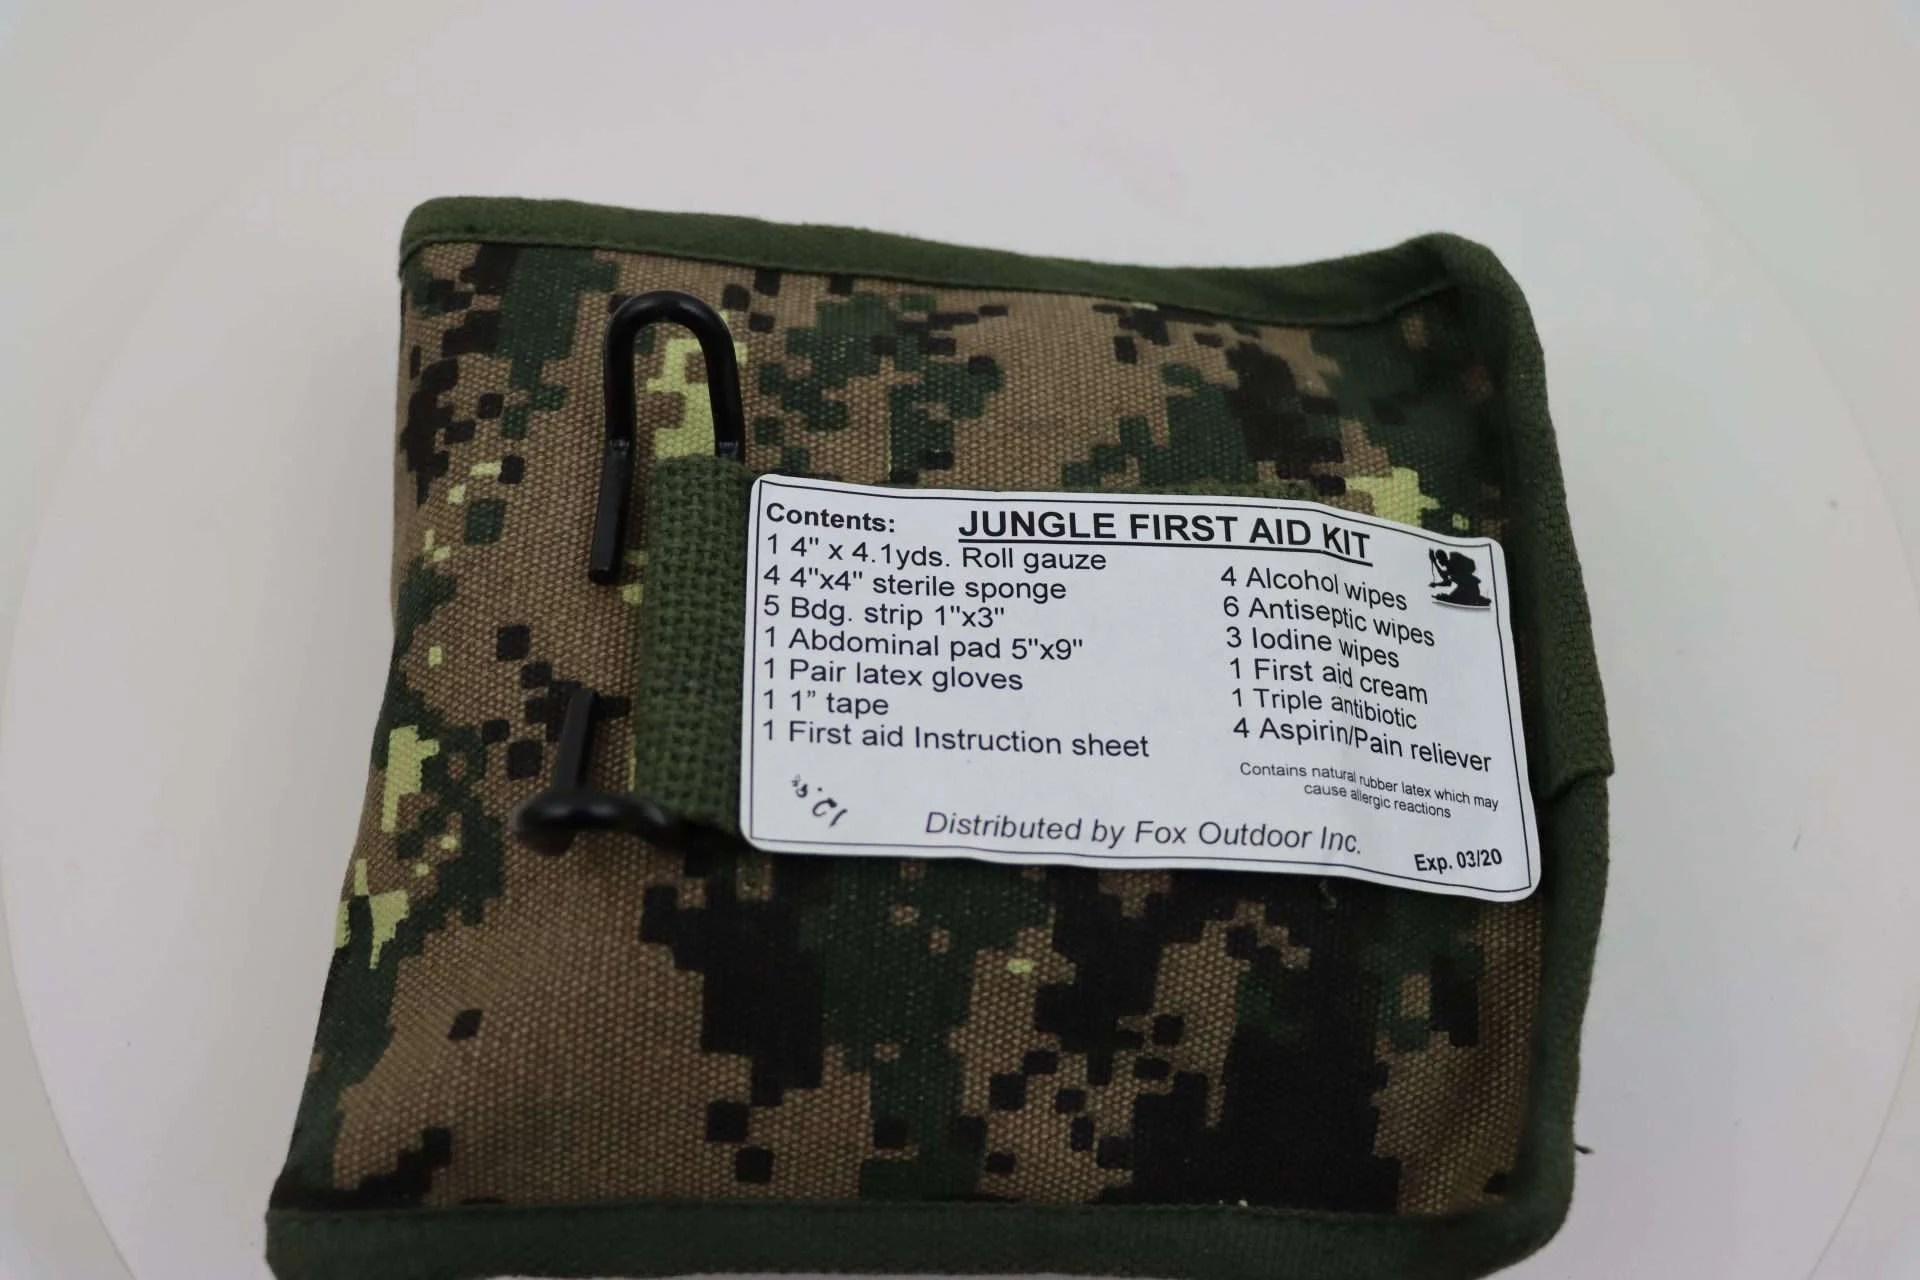 Contents:
JUNGLE FIRST AID KIT
1 4" x 4.1yds. Roll gauze
4 4"x4" sterile sponge
5 Bdg. strip 1"x3"
1 Abdominal pad 5"x9"
1 Pair latex gloves
1 1” tape
1 First aid Instruction sheet
4 Alcohol wipes
6 Antiseptic wipes
3 Iodine wipes
1 First aid cream
1 Triple antibiotic
4 Aspirin/Pain reliever
Contains natural rubber latex which may
cause allergic reactions
Distributed by Fox Outdoor Inc.
Exp. 03/20